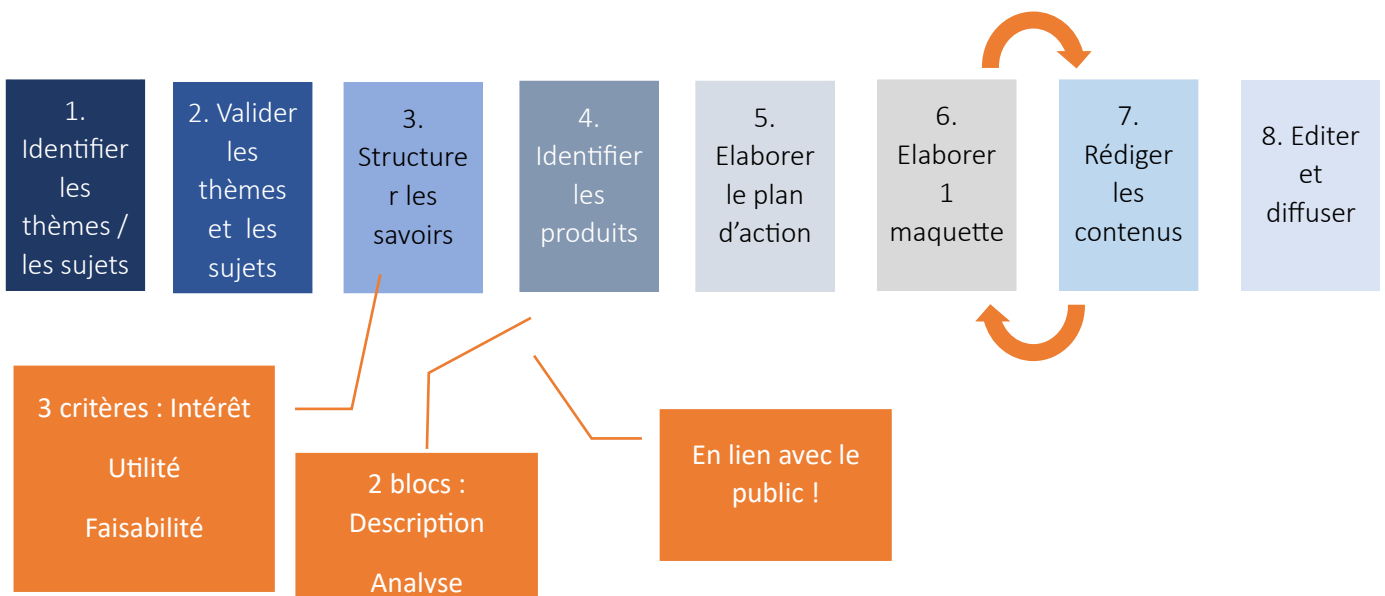 1.
Identifier
les
thèmes /
les sujets
2. Valider
les
thèmes
et les
sujets
3.
Structure
r les
savoirs
4.
Identifier
les
produits
5.
Elaborer
le plan
d’action
6.
Elaborer
1
maquette
7.
Rédiger
les
contenus
8. Editer
et
diffuser
3 critères : Intérêt
Utilité
Faisabilité
2 blocs :
Description
Analyse
En lien avec le
public !